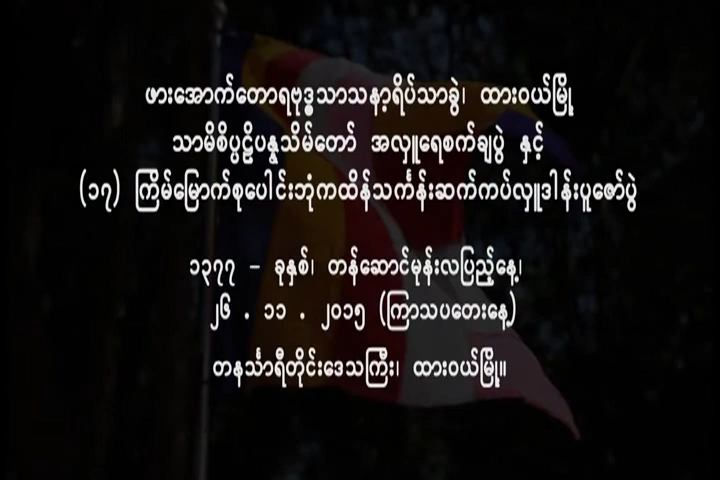 ဖားအောက်တောရဗုဒ္ဓသာသနာ့ရိပ်သာခွဲ၊ ထားဝယ်မြို့
သာမိစိပ္ပဋိပန္နသိမ်တော် အလှူရေစက်ချပွဲ နှင့်
(၁၇) ကြိမ်မြောက်စုပေါင်းဘုံကထိန်သင်္ကန်းဆက်ကပ်လှူဒါန်းပူဇော်ပွဲ
၁၃၇၇ - ခုနှစ်၊ တန်ဆောင်မုန်းလပြည့်နေ့၊
၂၆ . ၁၁ . ၂၀၁၅ (ကြာသပတေးနေ့)
တနင်္သာရီတိုင်းဒေသကြီး၊ ထားဝယ်မြို့။